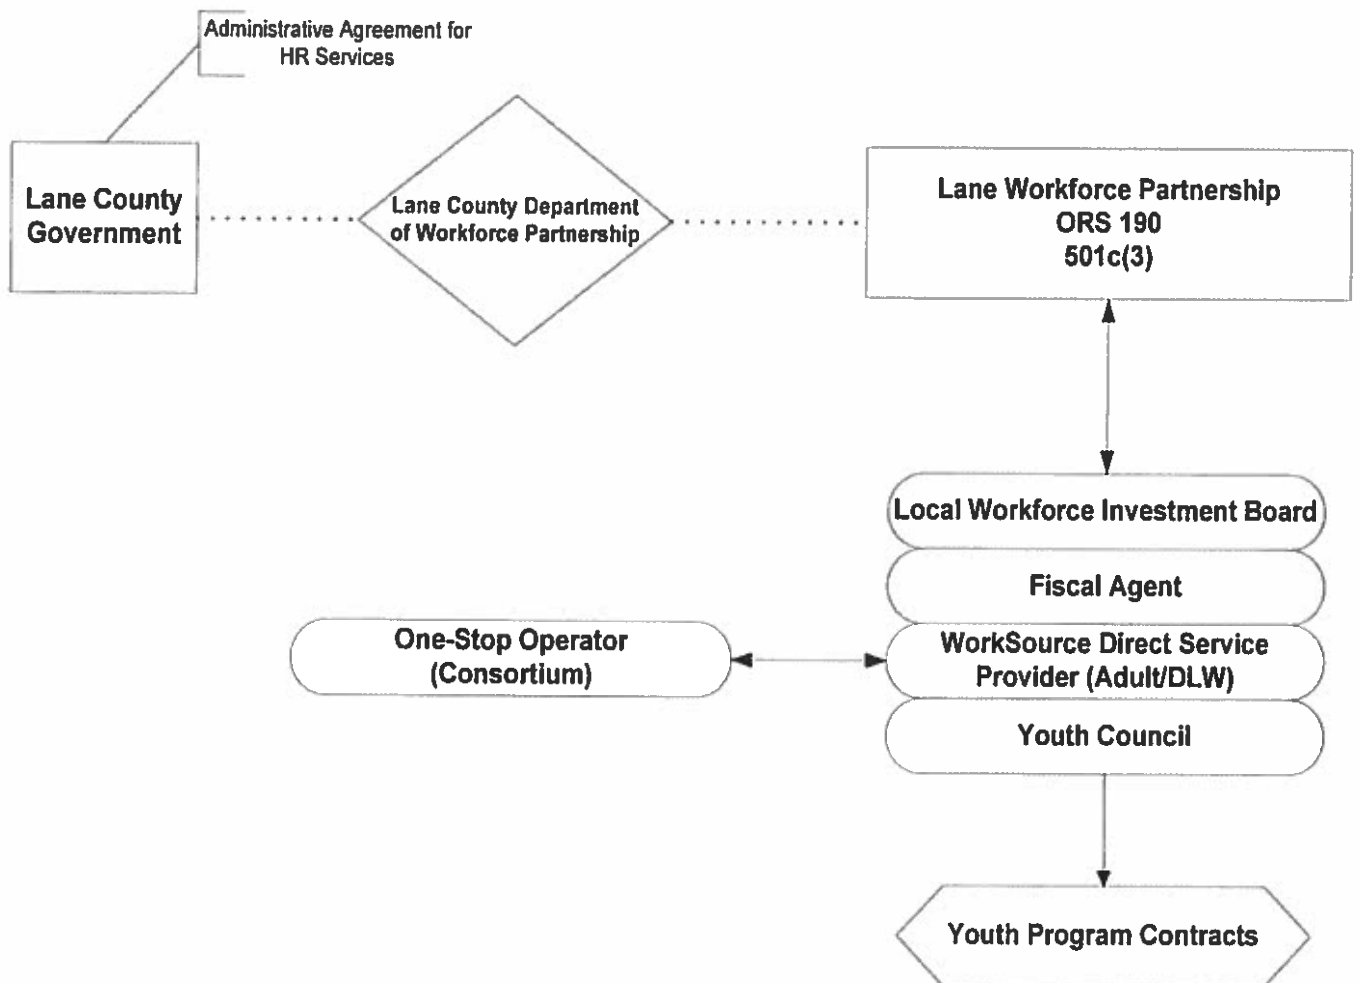 Administrative Agreement for
HR Services
Lane County
Government
Lane County Department
of Workforce Partnership
Lane Workforce Partnership
ORS 190
501c(3)
Local Workforce Investment Board
Fiscal Agent
One-Stop Operator
(Consortium)
WorkSource Direct Service
Provider (Adult/DLW)
Youth Council
Youth Program Contracts